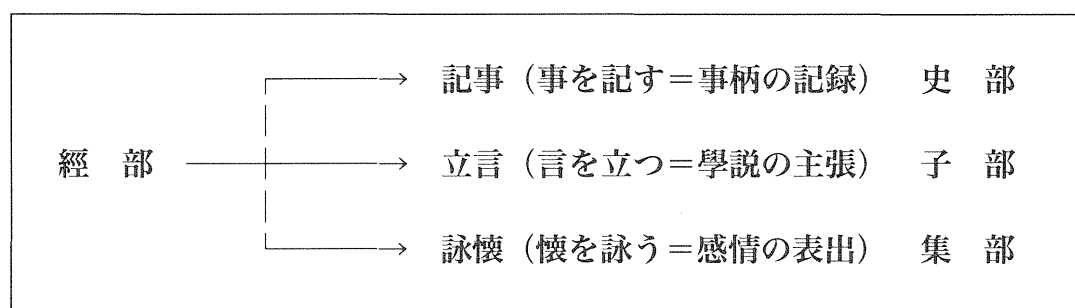 記事（事を記す＝事柄の記録） 史 部
經 部 立言（言を立つ＝學説の主張） 子 部
詠懷（懷を詠う＝感情の表出） 集 部